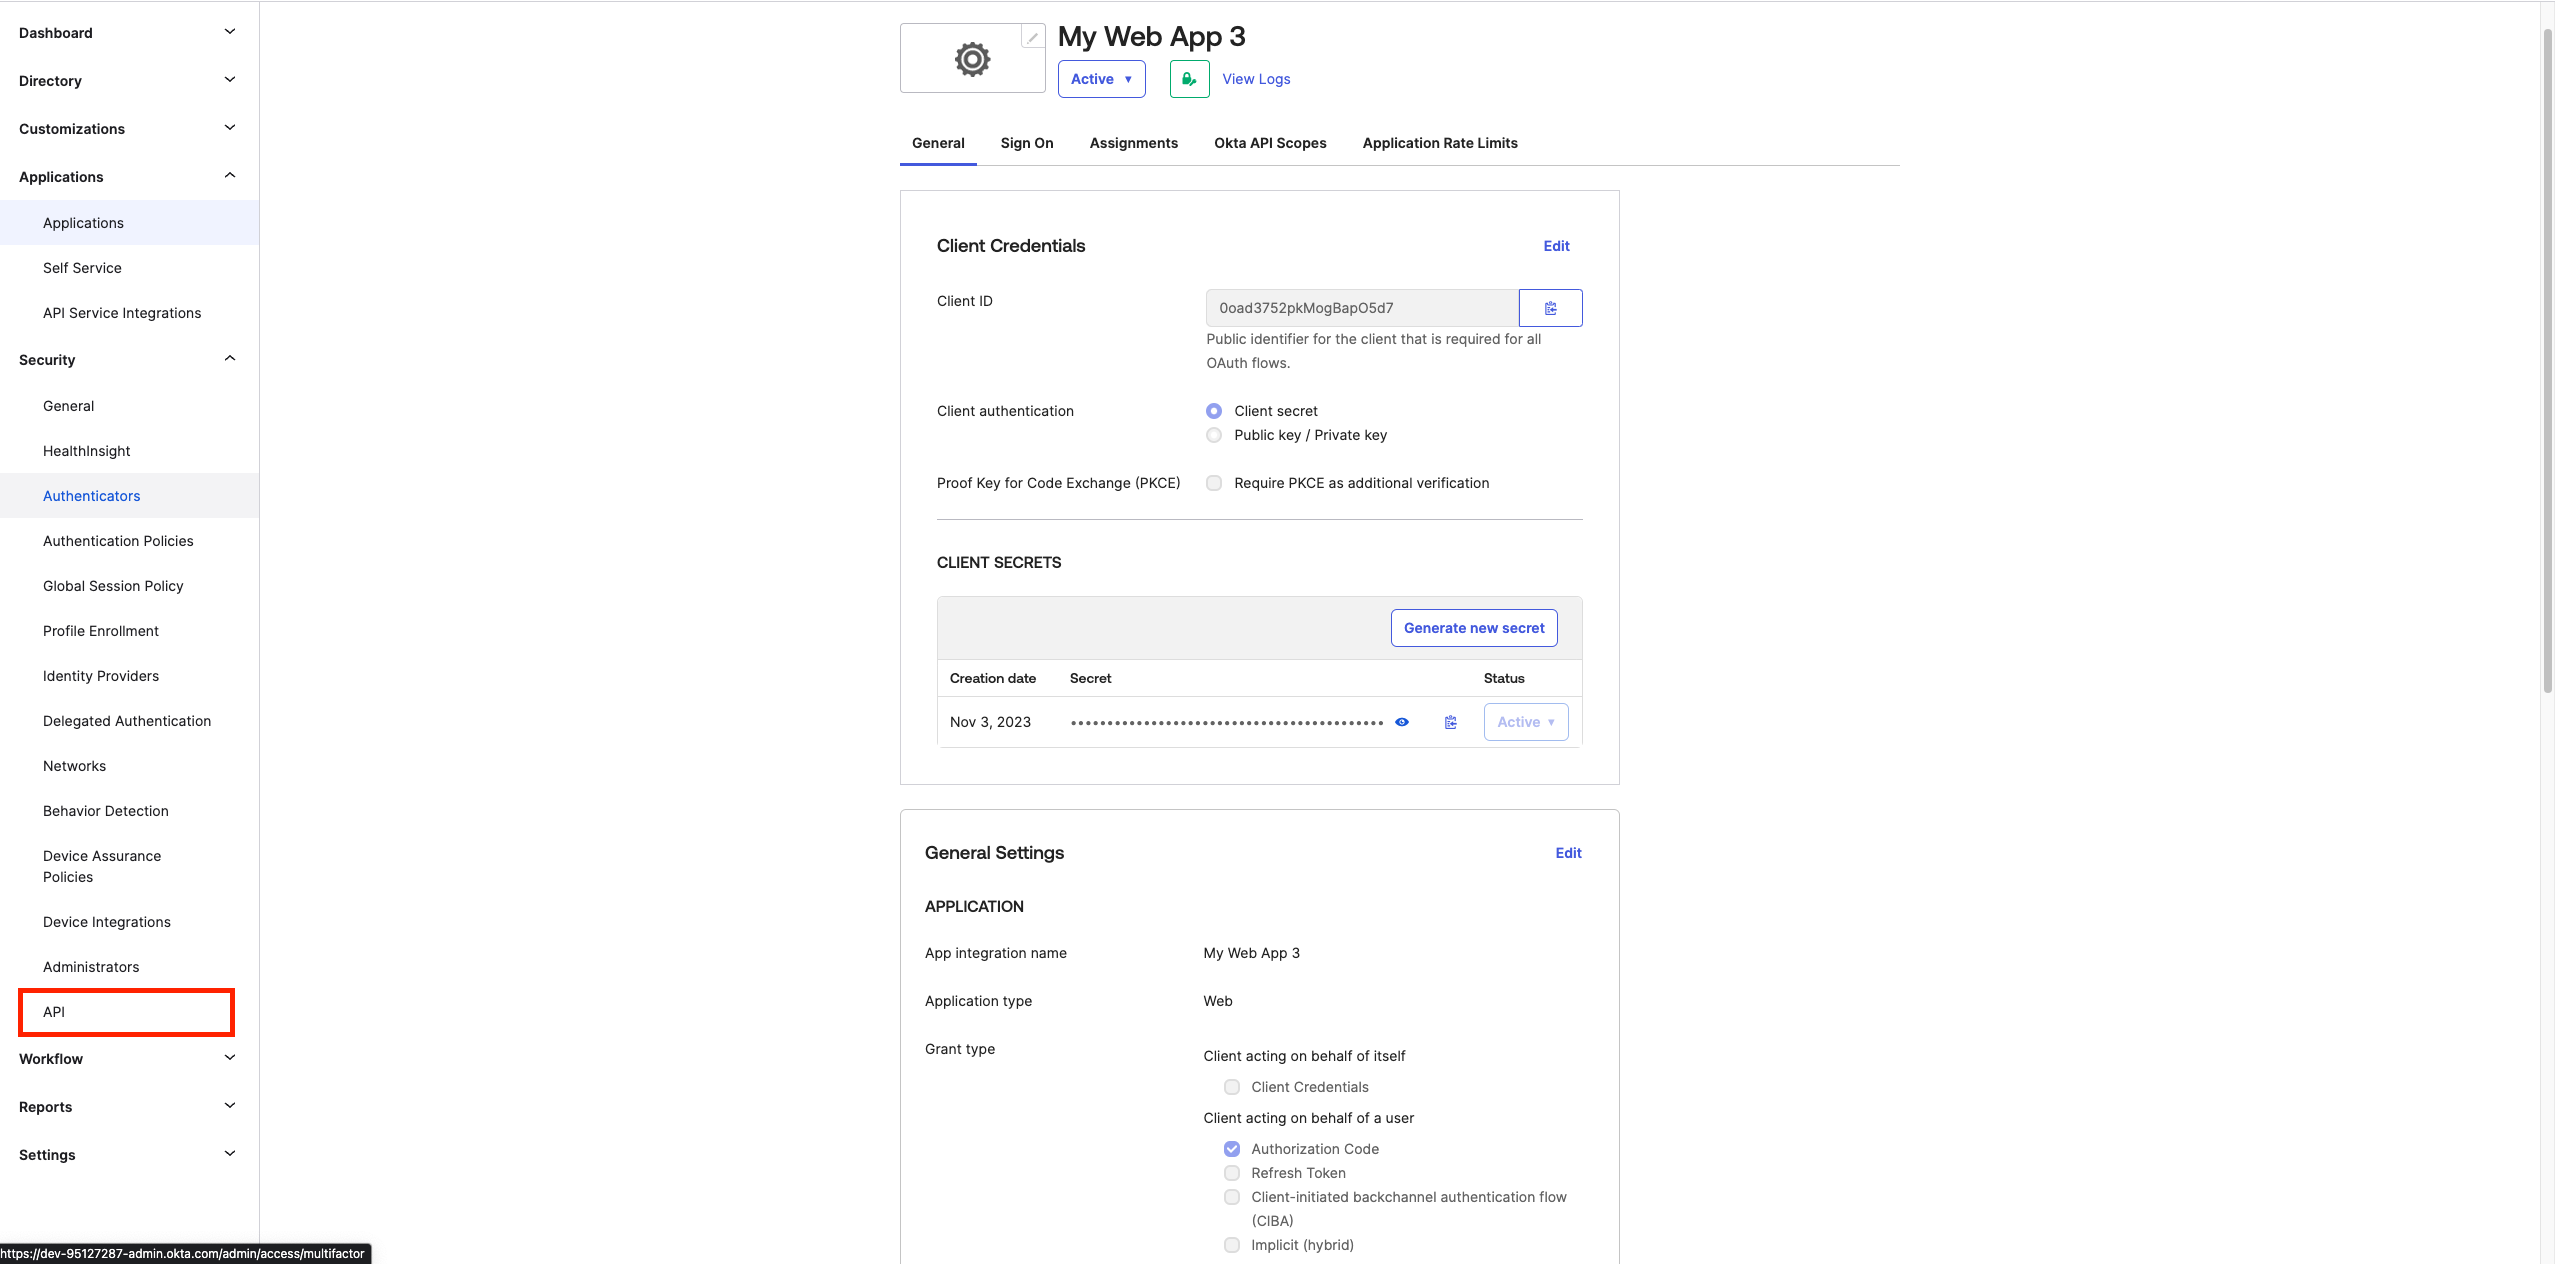 Dashboard
Directory
Customizations
Applications
Applications
Self Service
API Service Integrations
Security
General
HealthInsight
Authenticators
Authentication Policies
Global Session Policy
Profile Enrollment
Identity Providers
Delegated Authentication
Networks
Behavior Detection
Device Assurance
Policies
Device Integrations
Administrators
API
Workflow
Reports
Settings
https://dev-95127287-admin.okta.com/admin/access/multifactor
My Web App 3
Active ▼
View Logs
General Sign On Assignments Okta API Scopes Application Rate Limits
Client Credentials Edit
Client ID 0oad3752pkMogBapO5d7
Public identifier for the client that is required for all
OAuth flows.
Client authentication Client secret
Public key / Private key
Proof Key for Code Exchange (PKCE) Require PKCE as additional verification
CLIENT SECRETS
Generate new secret
Creation date Secret Status
Nov 3, 2023 ••••••••••••••••••••••••••••••••••••••••••• Active ▼
General Settings Edit
APPLICATION
App integration name My Web App 3
Application type Web
Grant type Client acting on behalf of itself
Client Credentials
Client acting on behalf of a user
Authorization Code
Refresh Token
Client-initiated backchannel authentication flow
(CIBA)
Implicit (hybrid)